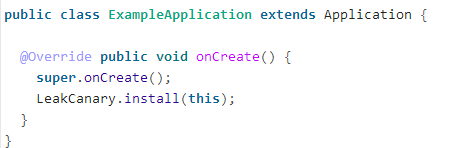 public class ExampleApplication extends Application {
@Override public void onCreate() {
super.onCreate();
LeakCanary.install(this);
}
}